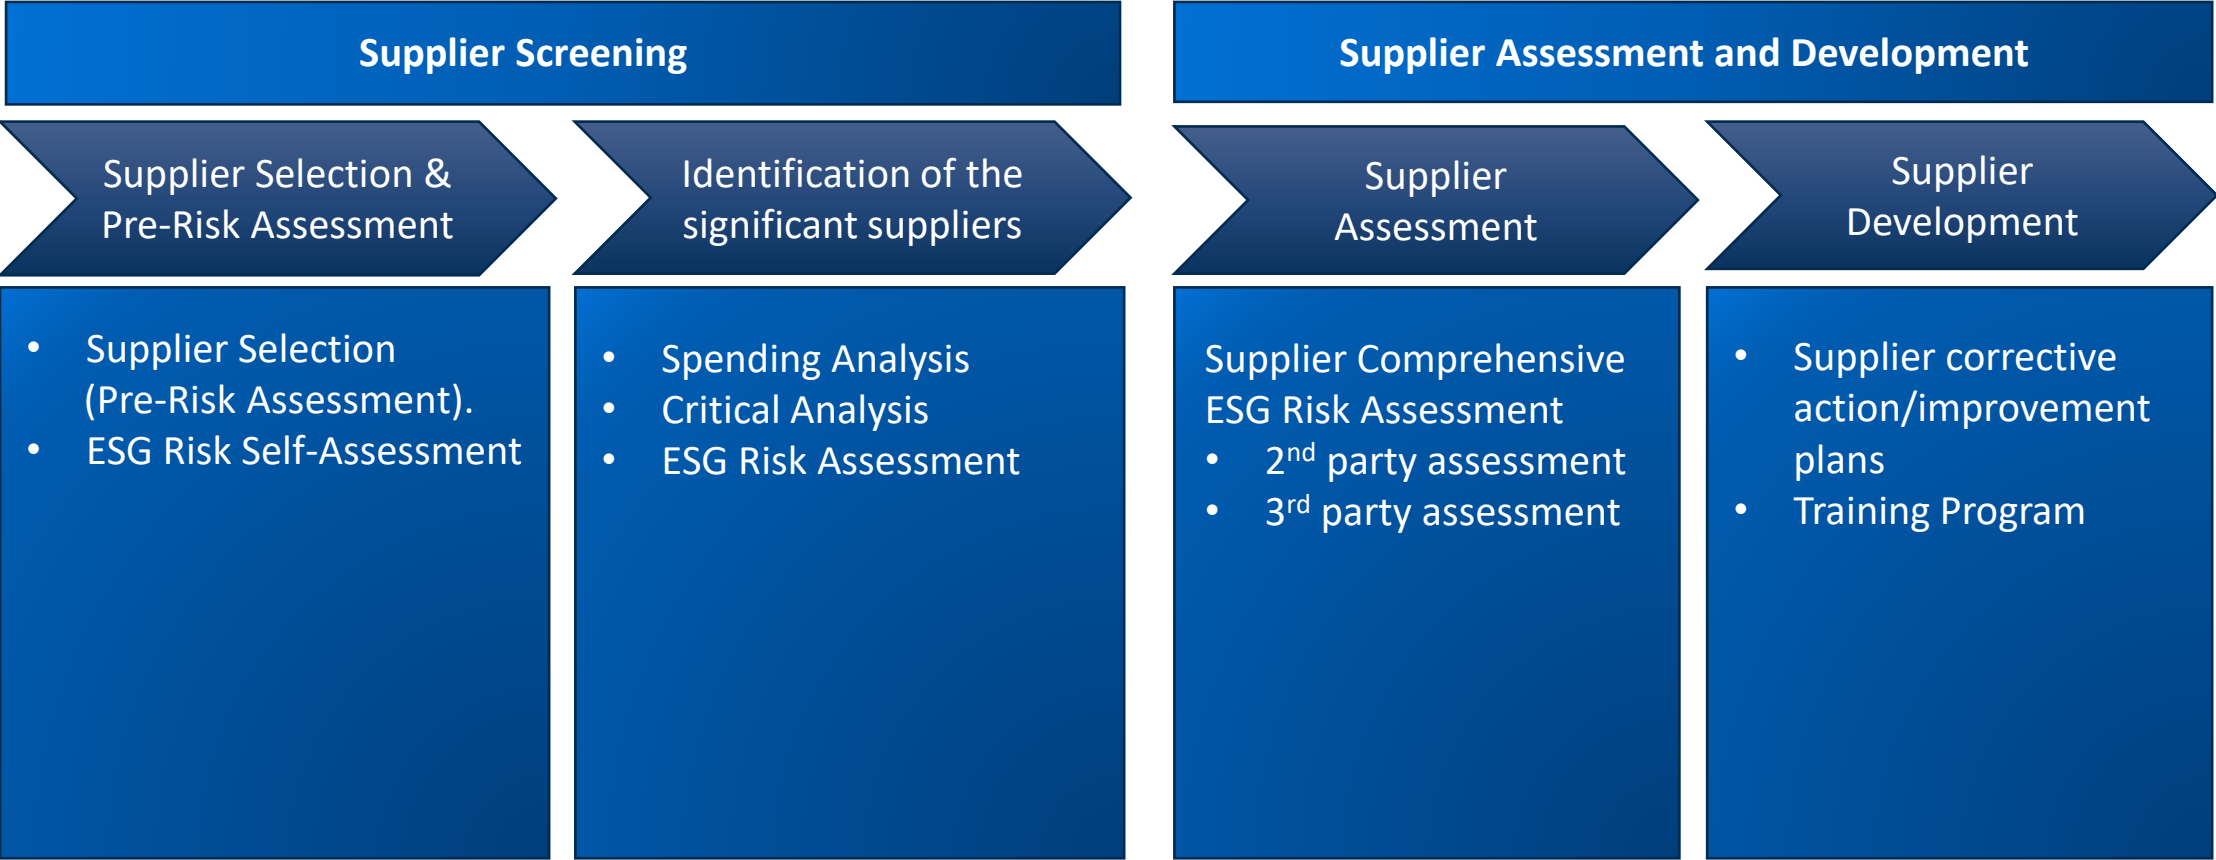 Supplier Screening
Supplier Assessment and Development
Supplier Selection &
Pre-Risk Assessment
Identification of the
significant suppliers
Supplier
Assessment
Supplier
Development
• Supplier Selection
(Pre-Risk Assessment).
• ESG Risk Self-Assessment
• Spending Analysis
• Critical Analysis
• ESG Risk Assessment
Supplier Comprehensive
ESG Risk Assessment
• 2nd party assessment
• 3rd party assessment
• Supplier corrective
action/improvement
plans
• Training Program